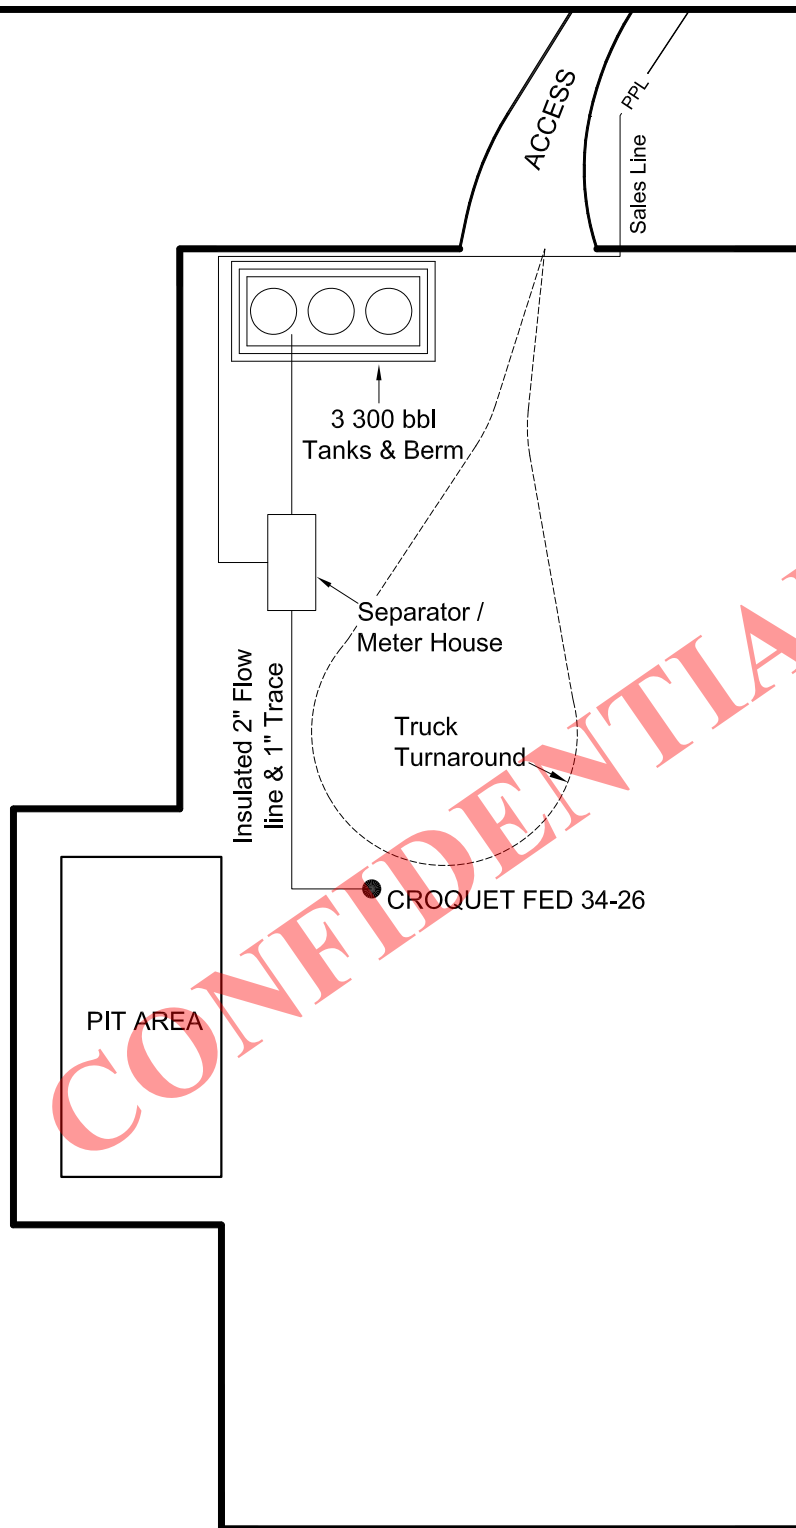 ACCESS
PPL
Sales Line
3 300 bbl
Tanks & Berm
Separator /
Meter House
Insulated 2" Flow
line & 1" Trace
Truck
Turnaround
CROQUET FED 34-26
PIT AREA
CONFIDENTIAL